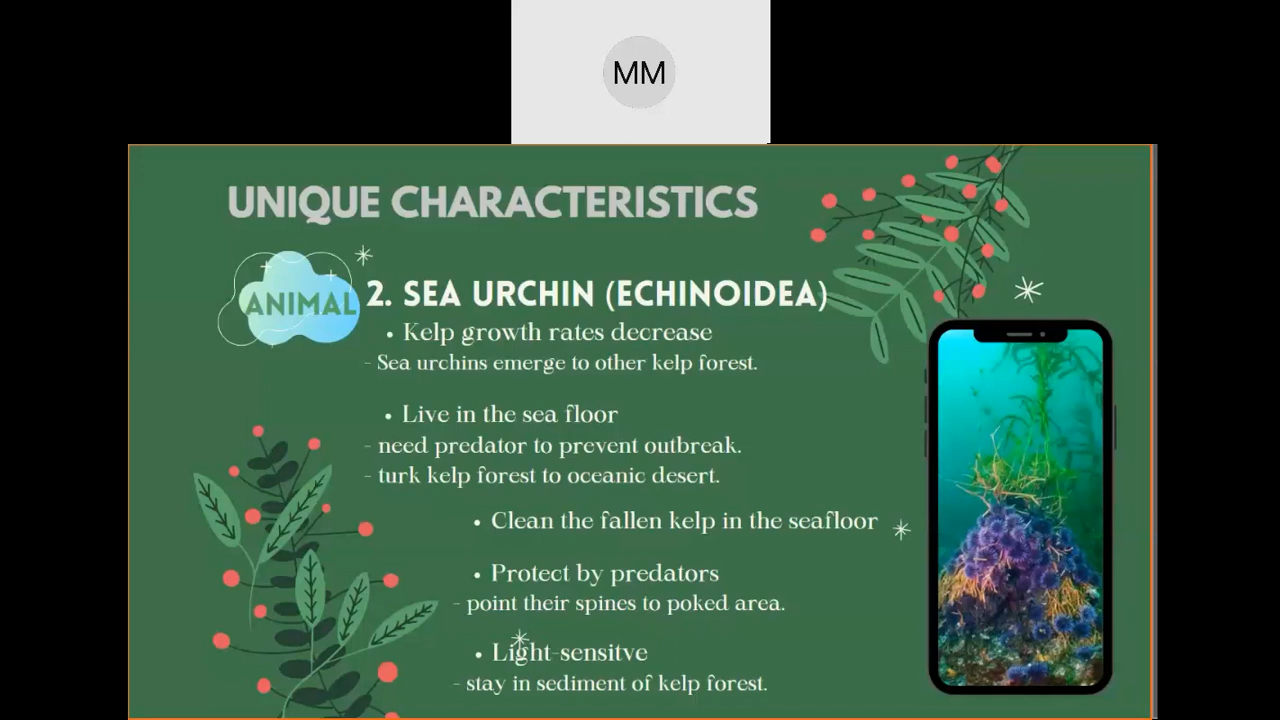 MM
UNIQUE CHARACTERISTICS
ANIMAL
2. SEA URCHIN (ECHINOIDEA)
• Kelp growth rates decrease
- Sea urchins emerge to other kelp forest.
• Live in the sea floor
- need predator to prevent outbreak.
- turk kelp forest to oceanic desert.
• Clean the fallen kelp in the seafloor
• Protect by predators
- point their spines to poked area.
• Light-sensitve
- stay in sediment of kelp forest.